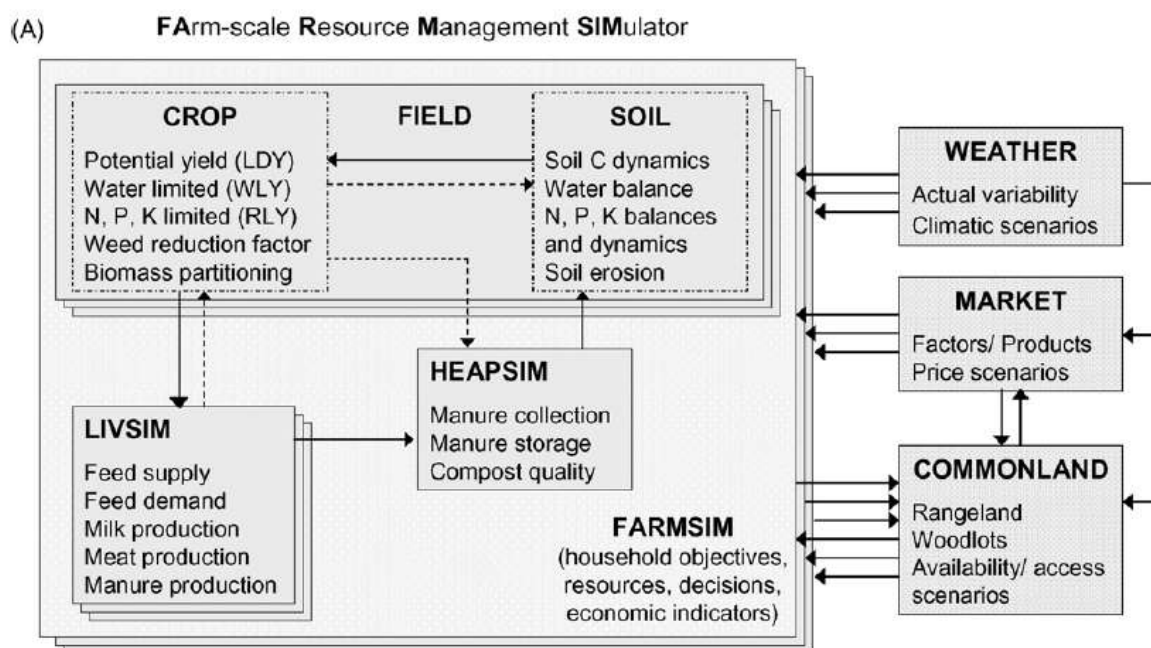 (A)
FArm-scale Resource Management SIMulator
CROP
Potential yield (LDY)
Water limited (WLY)
N, P, K limited (RLY)
Weed reduction factor
Biomass partitioning
FIELD
SOIL
Soil C dynamics
Water balance
N, P, K balances
and dynamics
Soil erosion
HEAPSIM
Manure collection
Manure storage
Compost quality
LIVSIM
Feed supply
Feed demand
Milk production
Meat production
Manure production
FARMSIM
(household objectives,
resources, decisions,
economic indicators)
WEATHER
Actual variability
Climatic scenarios
MARKET
Factors/ Products
Price scenarios
COMMONLAND
Rangeland
Woodlots
Availability/ access
scenarios